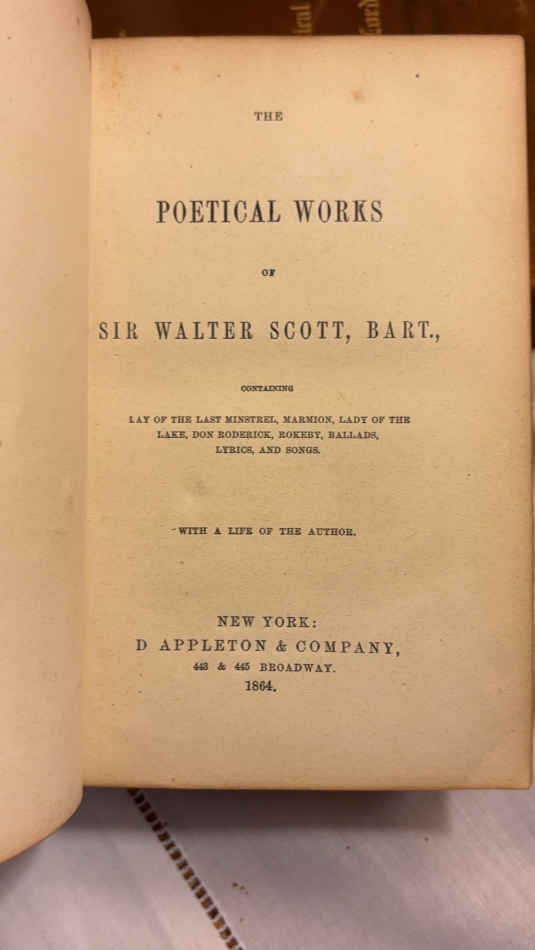 THE
POETICAL WORKS
OF
SIR WALTER SCOTT, BART.,
CONTAINING
LAY OF THE LAST MINSTREL, MARMION, LADY OF THE
LAKE, DON RODERICK, ROKEBY, BALLADS,
LYRICS, AND SONGS.
WITH A LIFE OF THE AUTHOR.
NEW YORK:
D APPLETON & COMPANY,
443 & 445 BROADWAY.
1864.